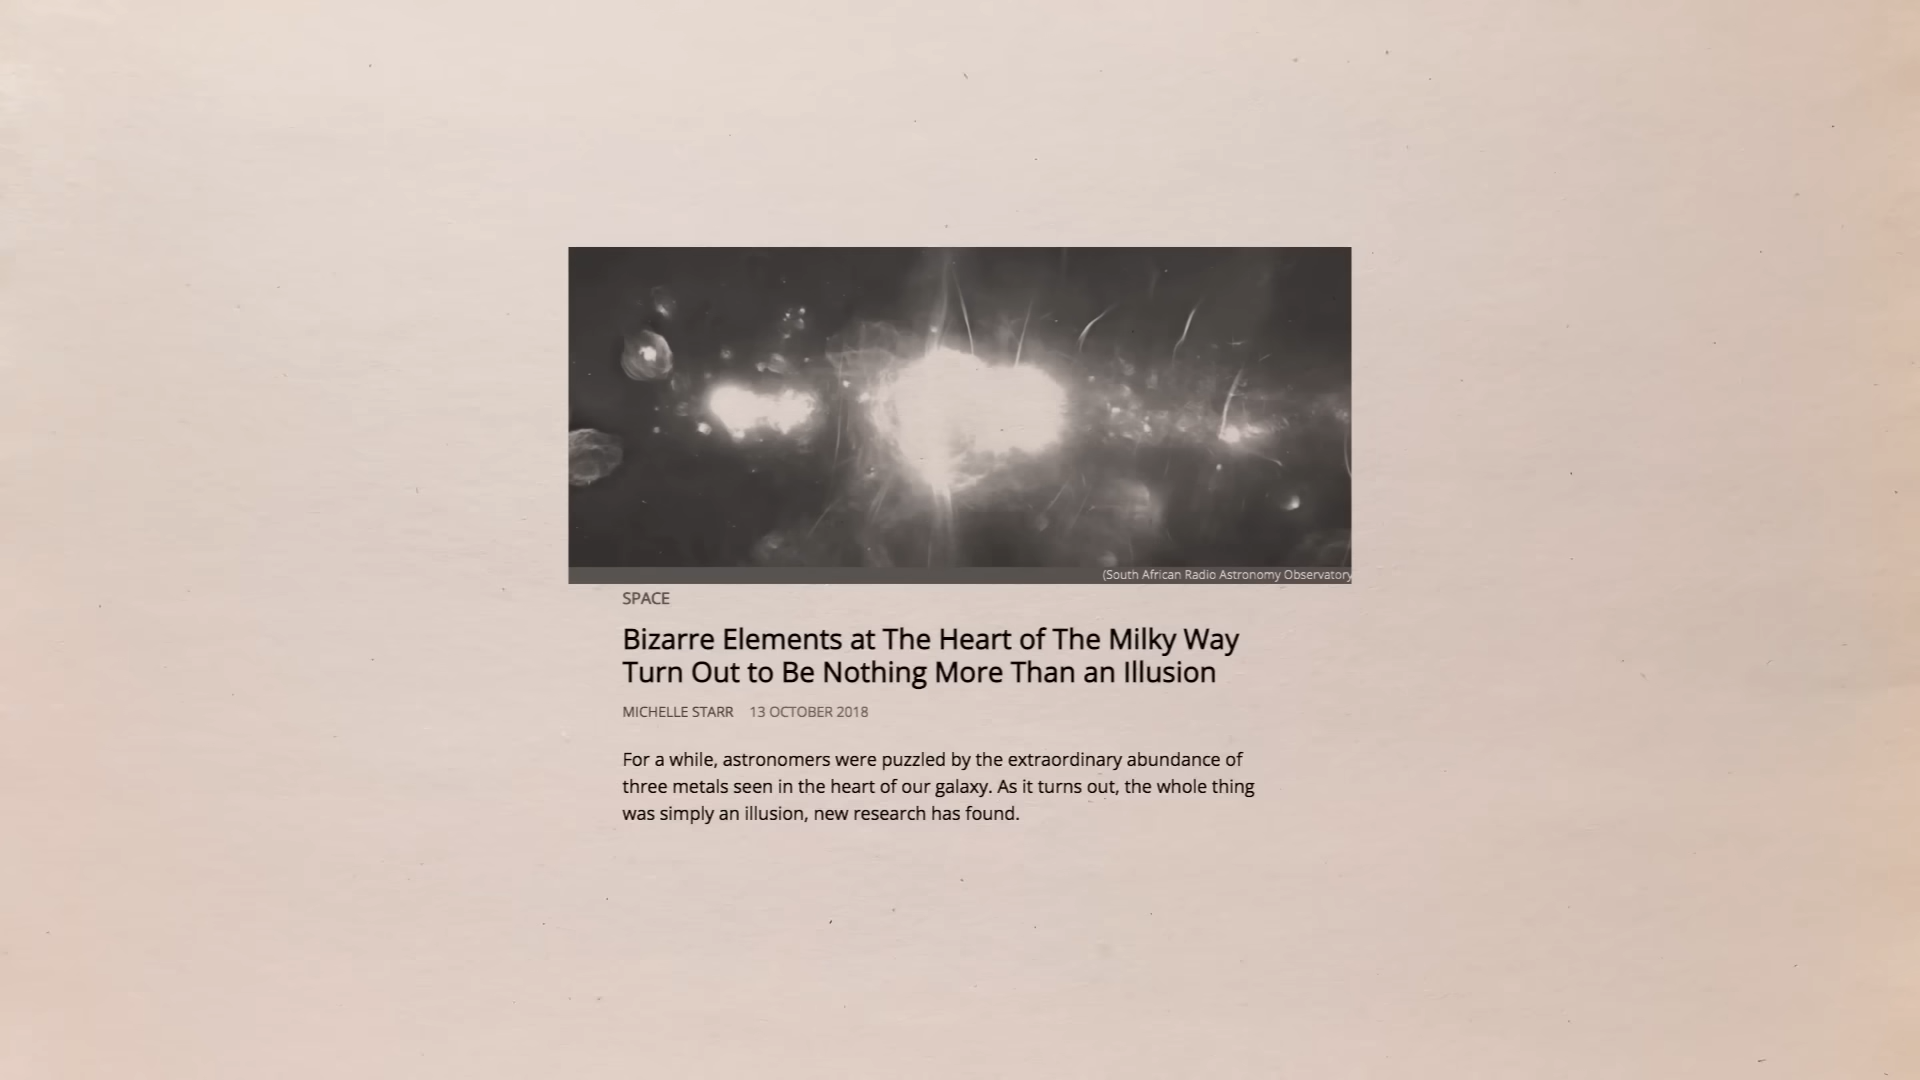 (South African Radio Astronomy Observatory
SPACE
Bizarre Elements at The Heart of The Milky Way
Turn Out to Be Nothing More Than an Illusion
MICHELLE STARR 13 OCTOBER 2018
For a while, astronomers were puzzled by the extraordinary abundance of
three metals seen in the heart of our galaxy. As it turns out, the whole thing
was simply an illusion, new research has found.